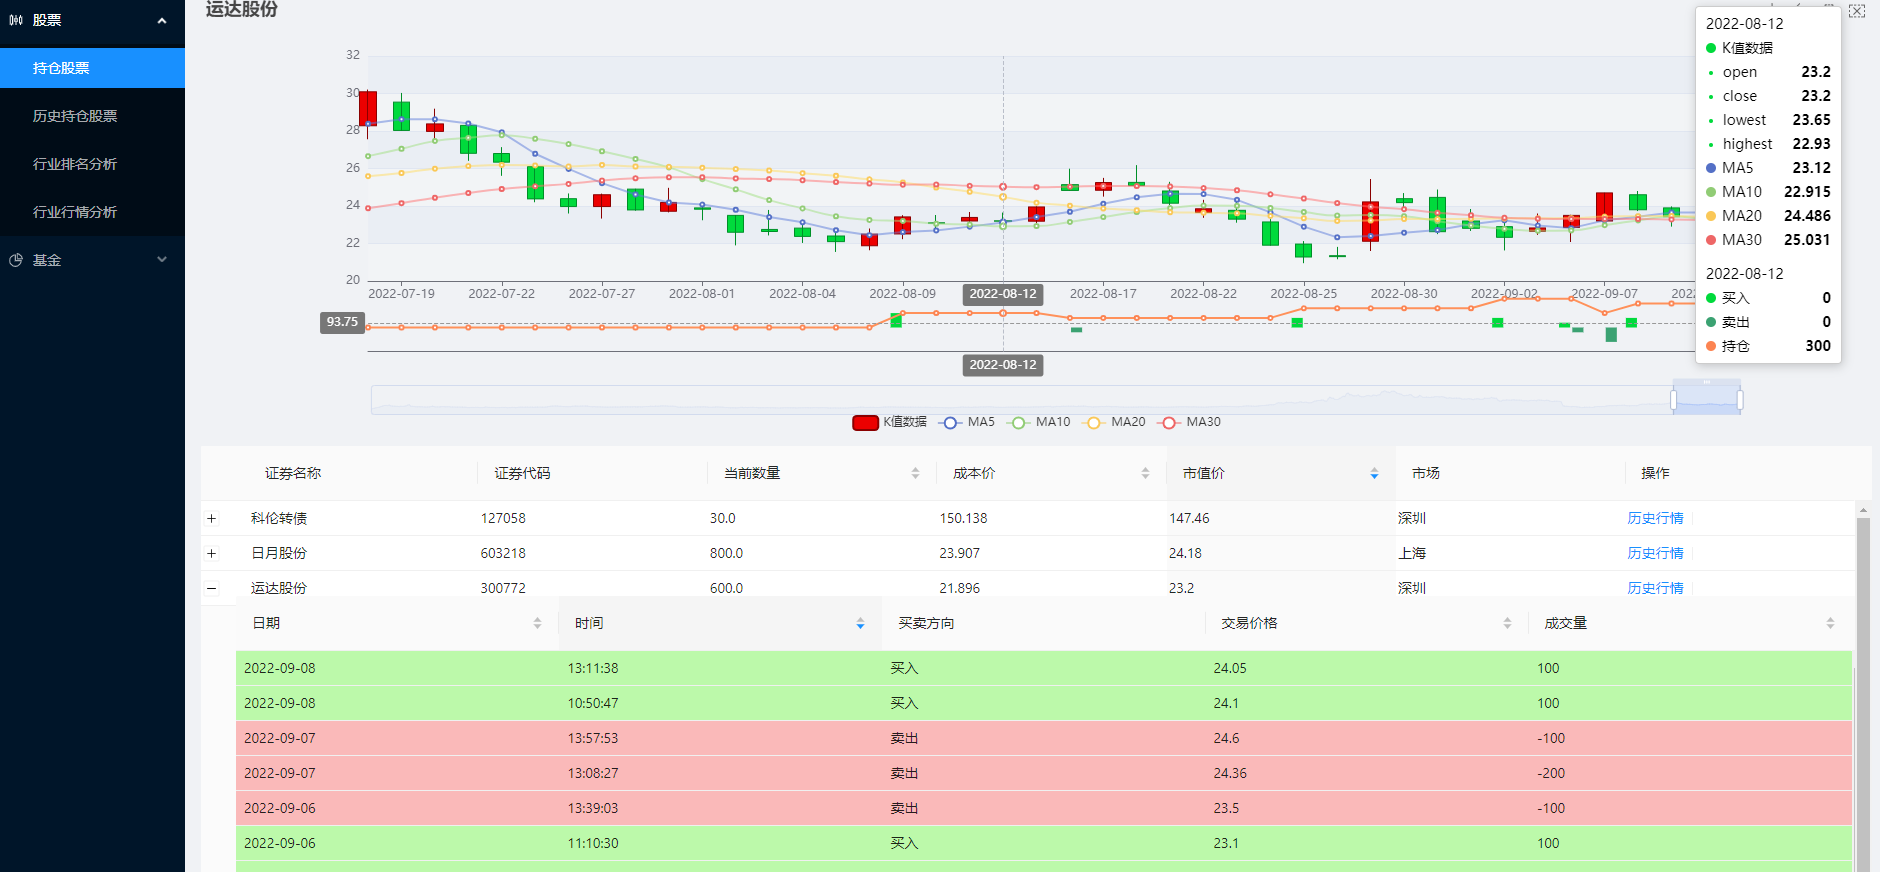 股票
持仓股票
历史持仓股票
行业排名分析
行业行情分析
基金
运达股份
32
30
28
26
24
22
20
2022-07-19
2022-07-22
2022-07-27
2022-08-01
2022-08-04
2022-08-09
2022-08-12
2022-08-17
2022-08-22
2022-08-25
2022-08-30
2022-09-02
2022-09-07
2022
93.75
2022-08-12
2022-08-12
K值数据
open 23.2
close 23.2
lowest 23.65
highest 22.93
MA5 23.12
MA10 22.915
MA20 24.486
MA30 25.031
2022-08-12
买入 0
卖出 0
持仓 300
K值数据 MA5 MA10 MA20 MA30
证券名称 证券代码 当前数量 成本价 市值价 市场 操作
科伦转债 127058 30.0 150.138 147.46 深圳 历史行情
日月股份 603218 800.0 23.907 24.18 上海 历史行情
运达股份 300772 600.0 21.896 23.2 深圳 历史行情
日期 时间 买卖方向 交易价格 成交量
2022-09-08 13:11:38 买入 24.05 100
2022-09-08 10:50:47 买入 24.1 100
2022-09-07 13:57:53 卖出 24.6 -100
2022-09-07 13:08:27 卖出 24.36 -200
2022-09-06 13:39:03 卖出 23.5 -100
2022-09-06 11:10:30 买入 23.1 100